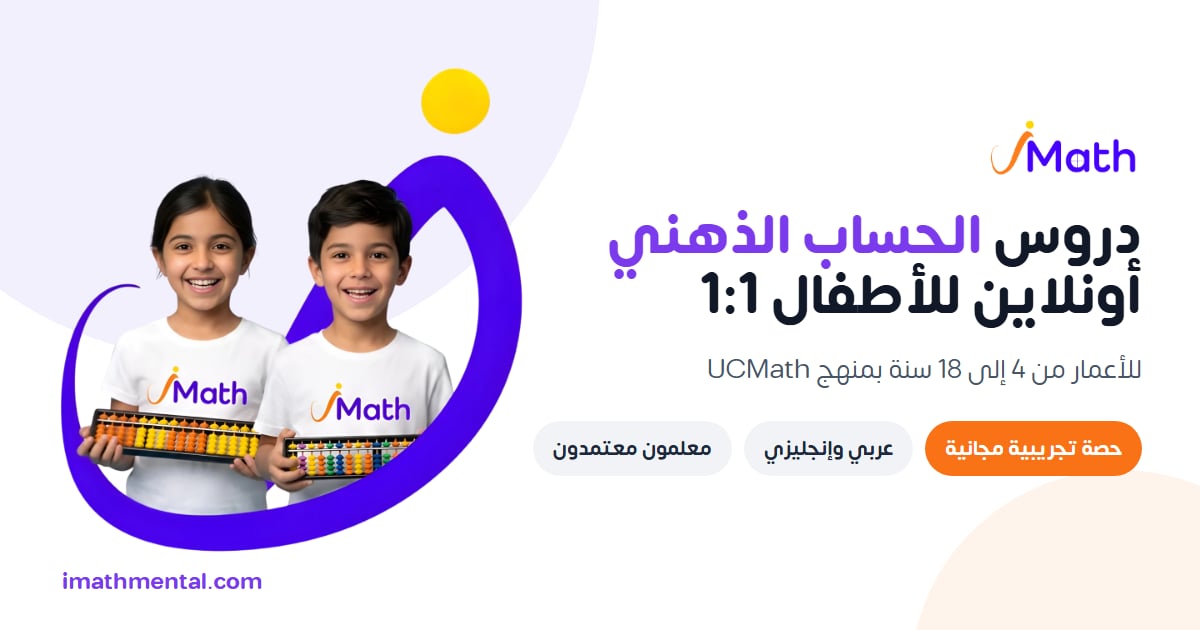 iMath
دروس الحساب الذهني
أونلاين للأطفال 1:1
للأعمار من 4 إلى 18 سنة بمنهج UCMath
حصة تجريبية مجانية
عربي وإنجليزي
معلمون معتمدون
iMath
iMath
imathmental.com